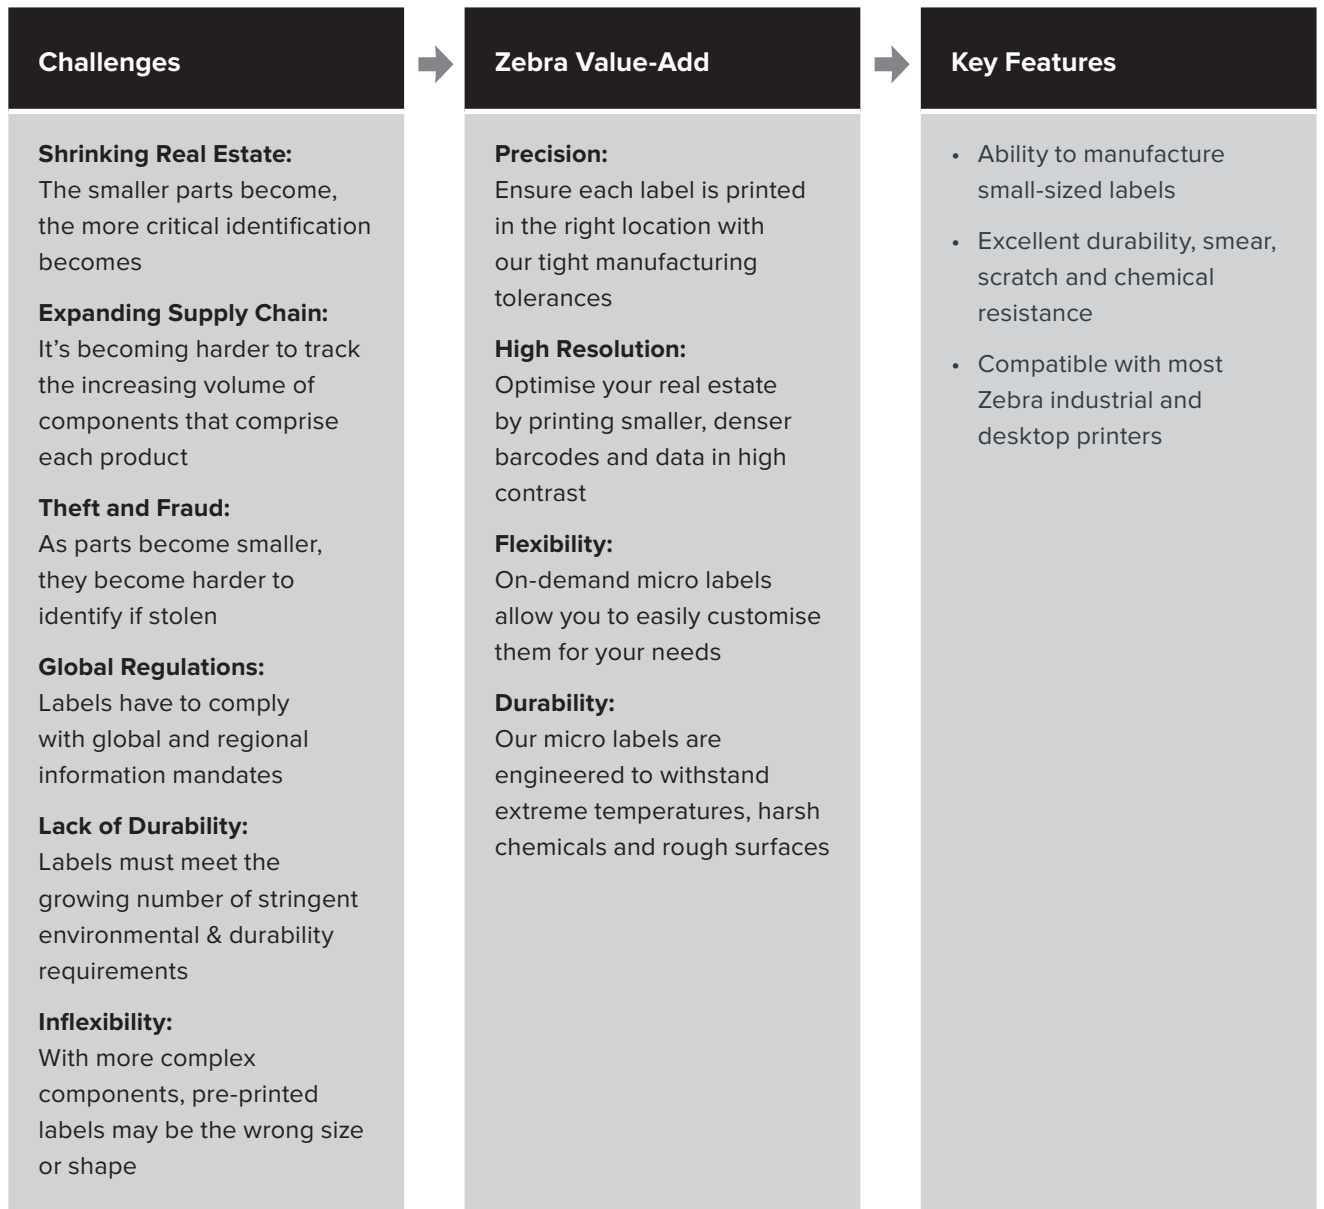 Challenges
Shrinking Real Estate:
The smaller parts become,
the more critical identification
becomes
Expanding Supply Chain:
It’s becoming harder to track
the increasing volume of
components that comprise
each product
Theft and Fraud:
As parts become smaller,
they become harder to
identify if stolen
Global Regulations:
Labels have to comply
with global and regional
information mandates
Lack of Durability:
Labels must meet the
growing number of stringent
environmental & durability
requirements
Inflexibility:
With more complex
components, pre-printed
labels may be the wrong size
or shape
Zebra Value-Add
Precision:
Ensure each label is printed
in the right location with
our tight manufacturing
tolerances
High Resolution:
Optimise your real estate
by printing smaller, denser
barcodes and data in high
contrast
Flexibility:
On-demand micro labels
allow you to easily customise
them for your needs
Durability:
Our micro labels are
engineered to withstand
extreme temperatures, harsh
chemicals and rough surfaces
Key Features
• Ability to manufacture
small-sized labels
• Excellent durability, smear,
scratch and chemical
resistance
• Compatible with most
Zebra industrial and
desktop printers